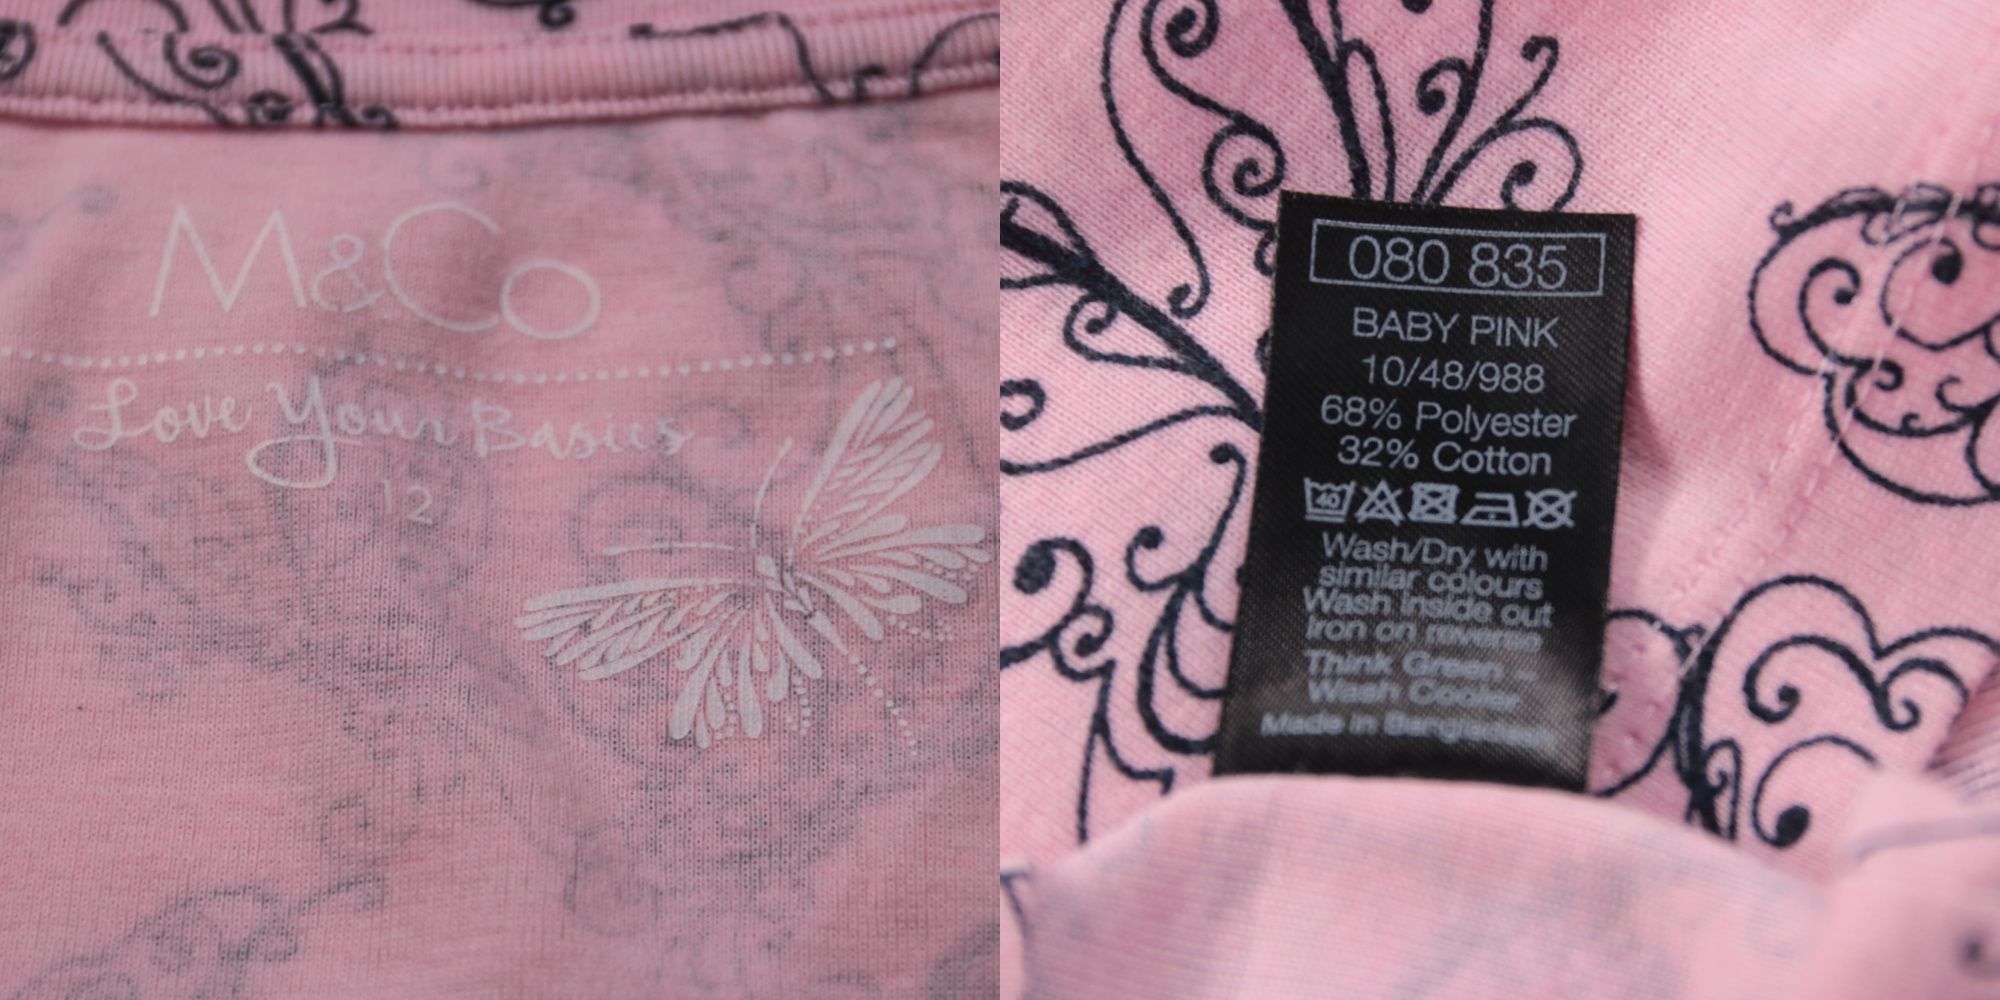 M&Co
Love Your Basics
12
080 835
BABY PINK
10/48/988
68% Polyester
32% Cotton
40
Wash/Dry with
similar colours
Wash inside out
Iron on reverse
Think Green -
Wash Cooler
Made in Bangladesh